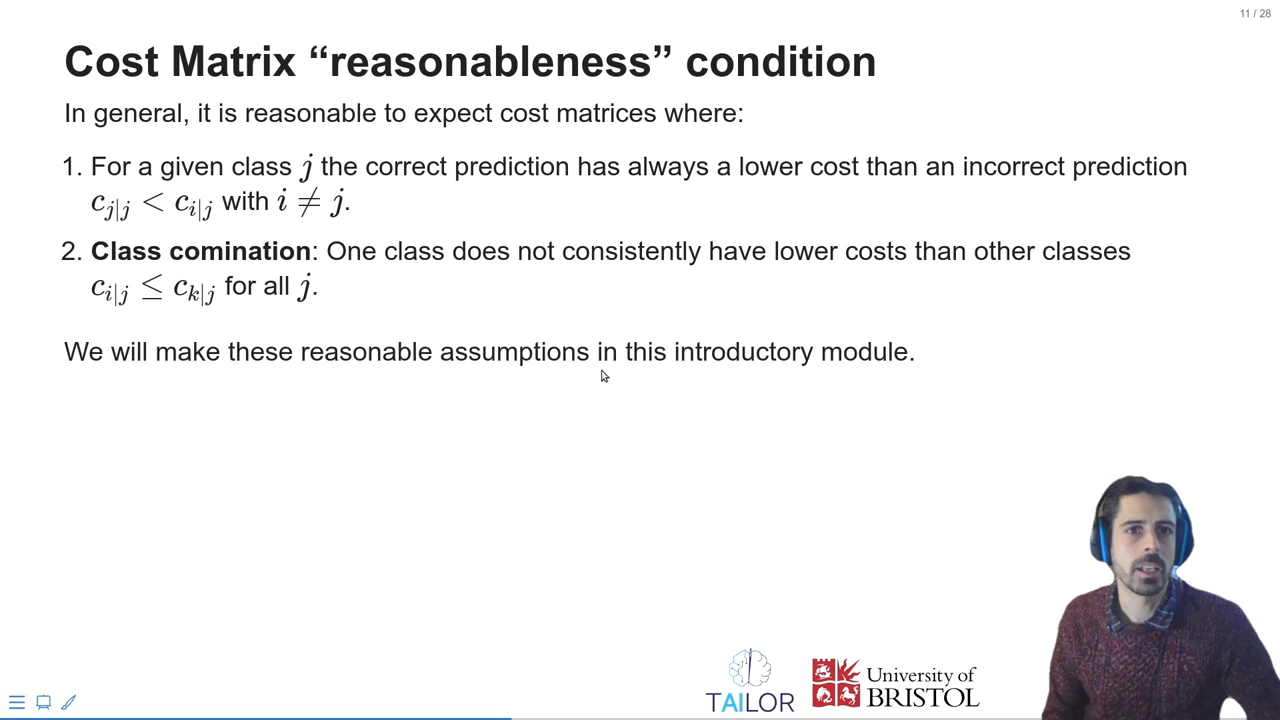 11 / 28
Cost Matrix “reasonableness” condition
In general, it is reasonable to expect cost matrices where:
1. For a given class j the correct prediction has always a lower cost than an incorrect prediction
c_{j|j} < c_{i|j} with i ≠ j.
2. Class comination: One class does not consistently have lower costs than other classes
c_{i|j} ≤ c_{k|j} for all j.
We will make these reasonable assumptions in this introductory module.
TAILOR
University of
BRISTOL